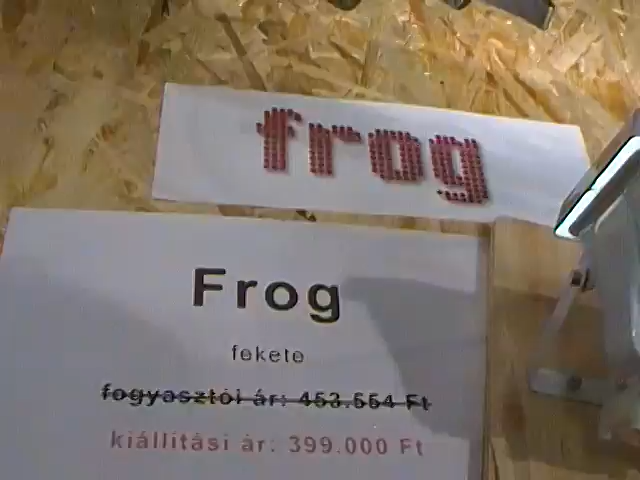 frog
Frog
fekete
fogyasztói ár: 453.554 Ft
kiállítási ár: 399.000 Ft